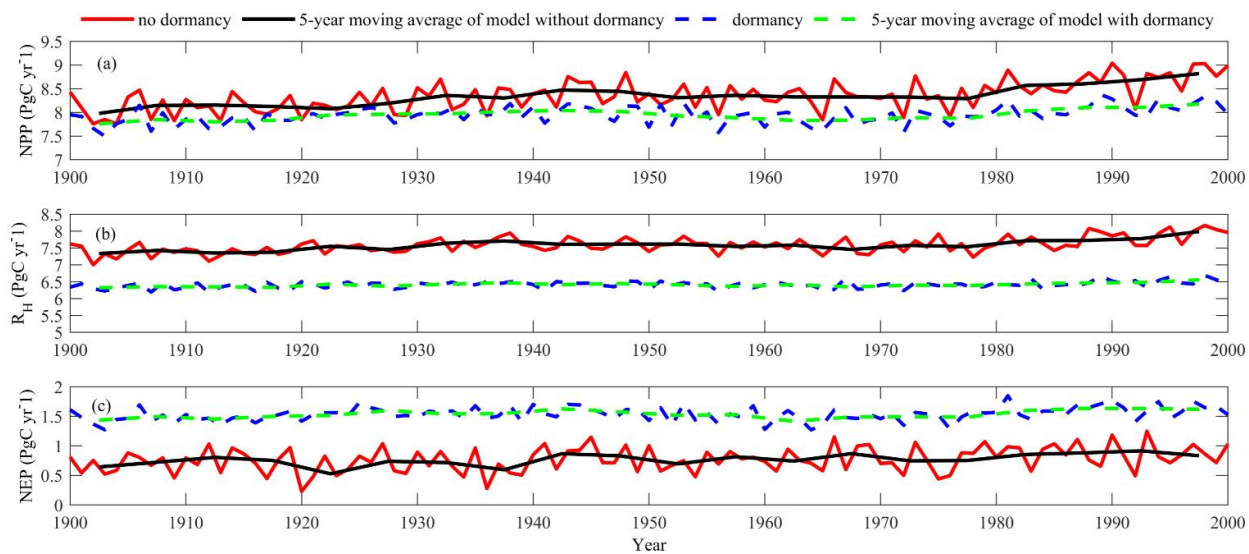 no dormancy 5-year moving average of model without dormancy dormancy 5-year moving average of model with dormancy
9.5
(a)
9
8.5
8
7.5
7
NPP (PgC yr-1)
1900 1910 1920 1930 1940 1950 1960 1970 1980 1990 2000
8.5
(b)
8
7.5
7
6.5
6
5.5
5
RH (PgC yr-1)
1900 1910 1920 1930 1940 1950 1960 1970 1980 1990 2000
2
(c)
1.5
1
0.5
0
NEP (PgC yr-1)
1900 1910 1920 1930 1940 1950 1960 1970 1980 1990 2000
Year